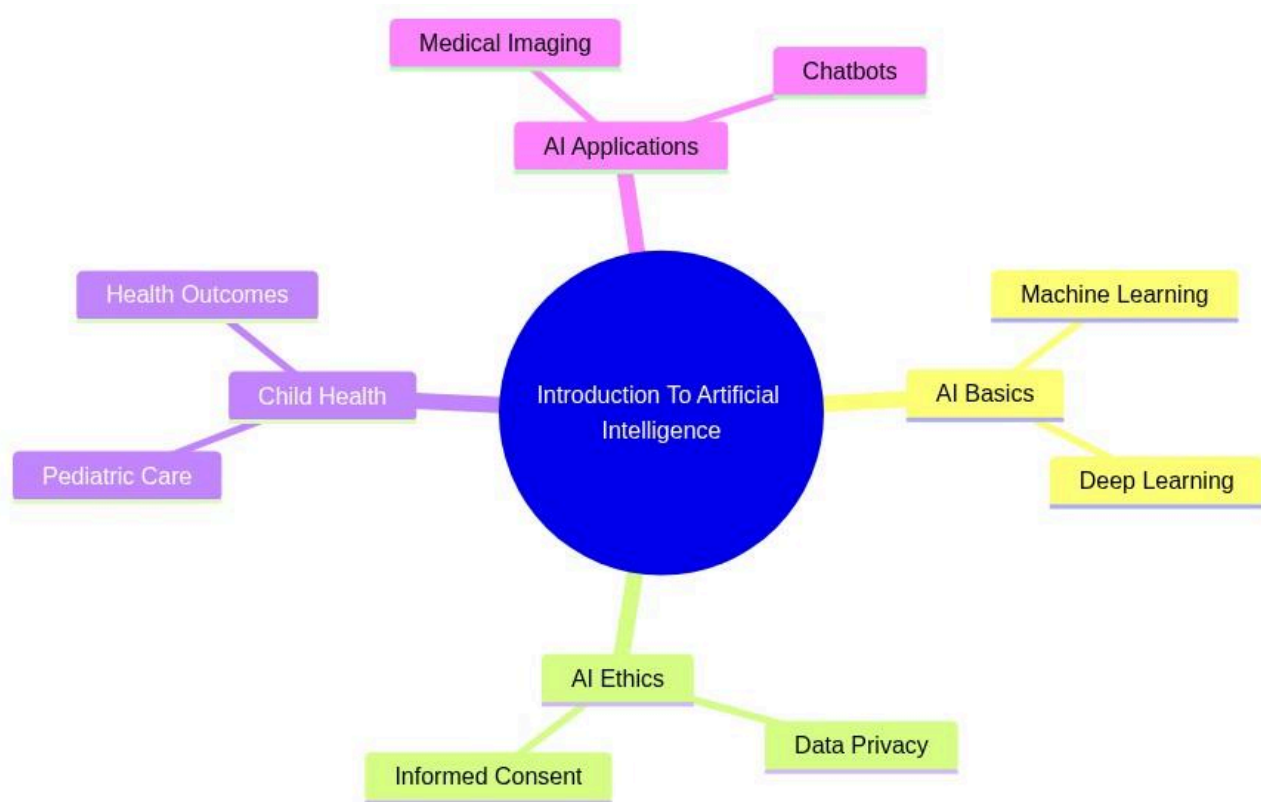 Medical Imaging
Chatbots
AI Applications
Health Outcomes
Machine Learning
Child Health
Introduction To Artificial
Intelligence
AI Basics
Pediatric Care
Deep Learning
AI Ethics
Data Privacy
Informed Consent